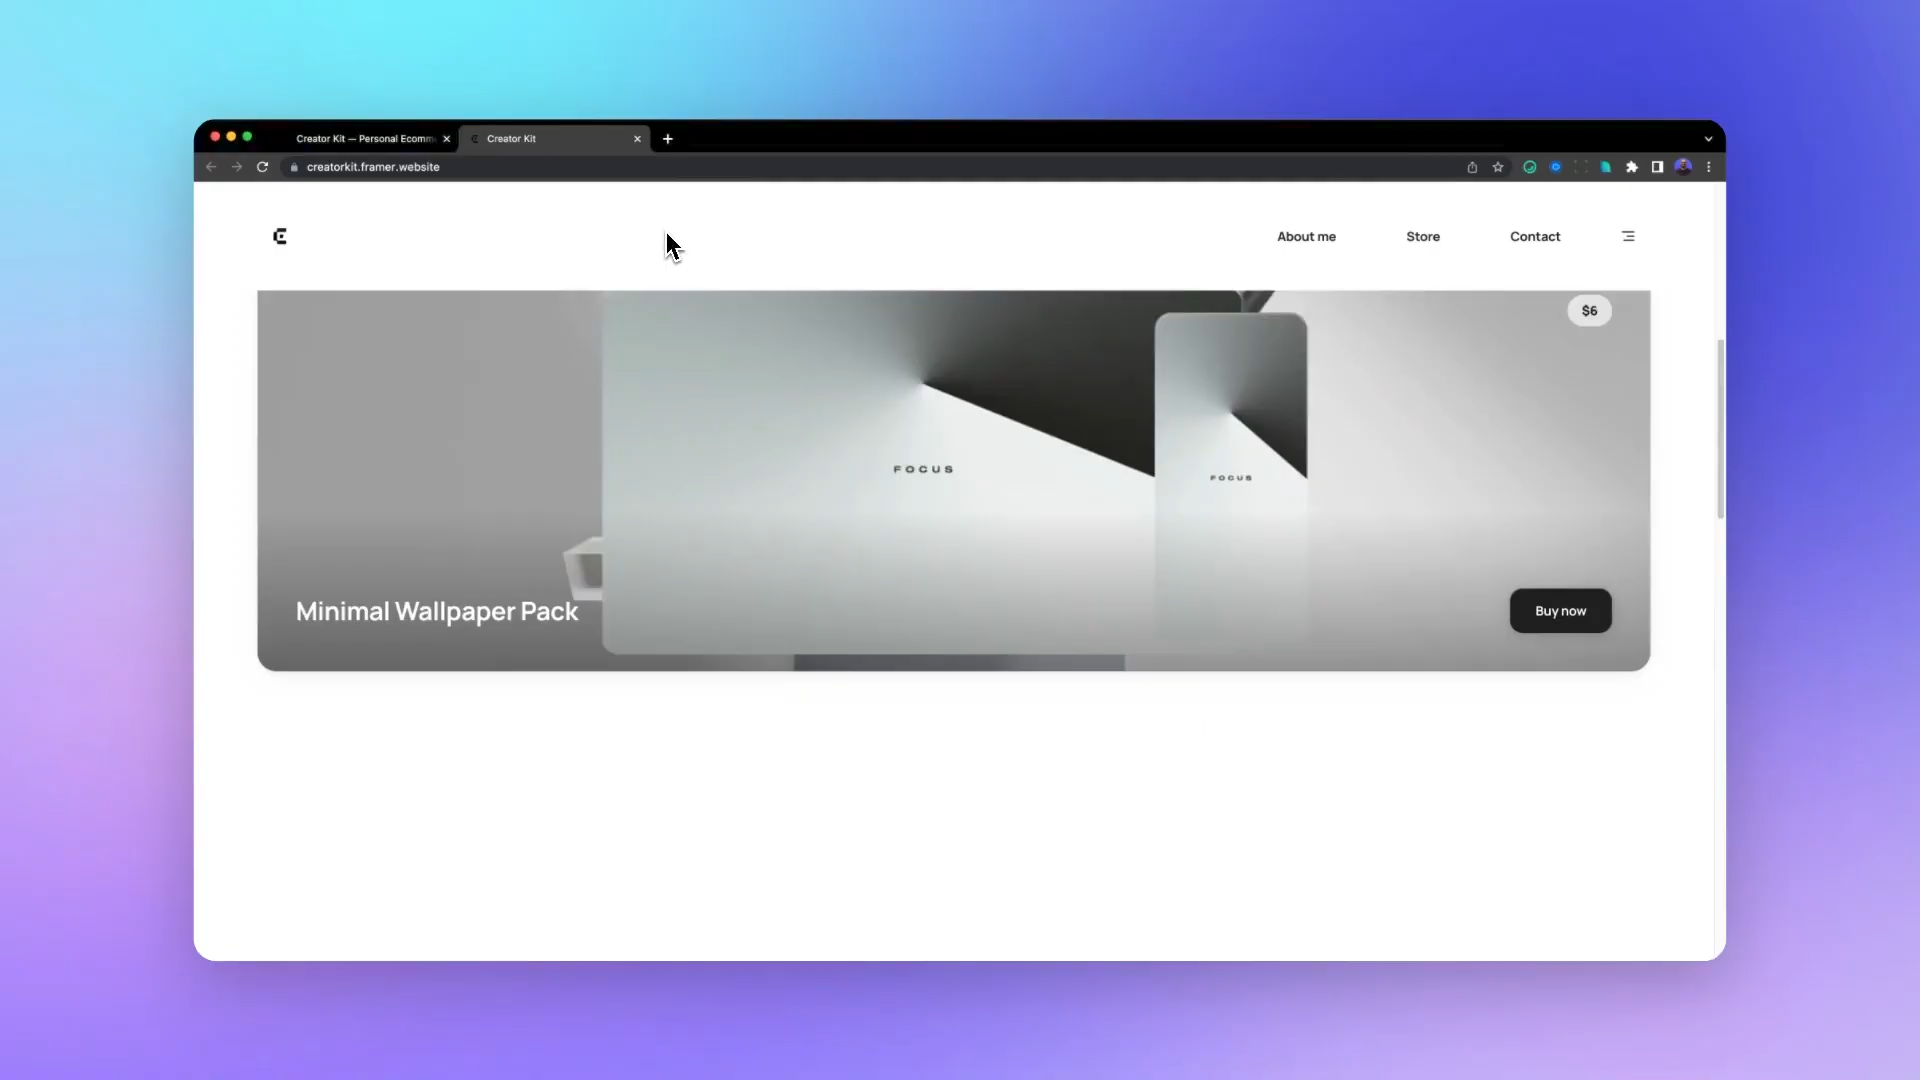 Creator Kit — Personal Ecomm
Creator Kit
creatorkit.framer.website
About me
Store
Contact
$6
FOCUS
FOCUS
Minimal Wallpaper Pack
Buy now